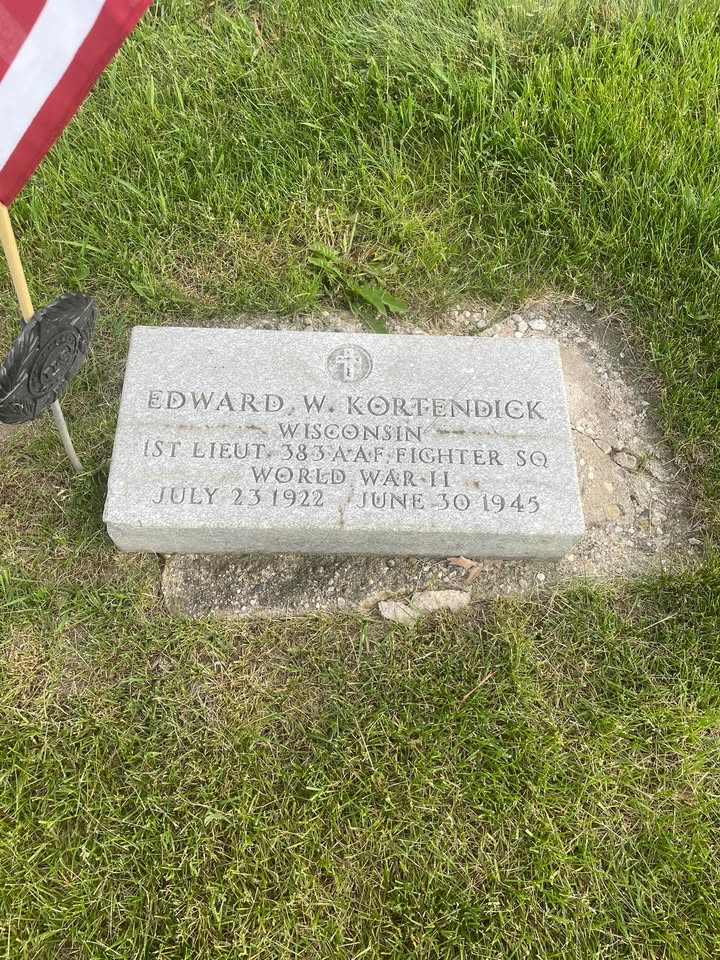 EDWARD W. KORTENDICK
WISCONSIN
1ST LIEUT. 383 A.A.F. FIGHTER SQ
WORLD WAR II
JULY 23 1922 JUNE 30 1945